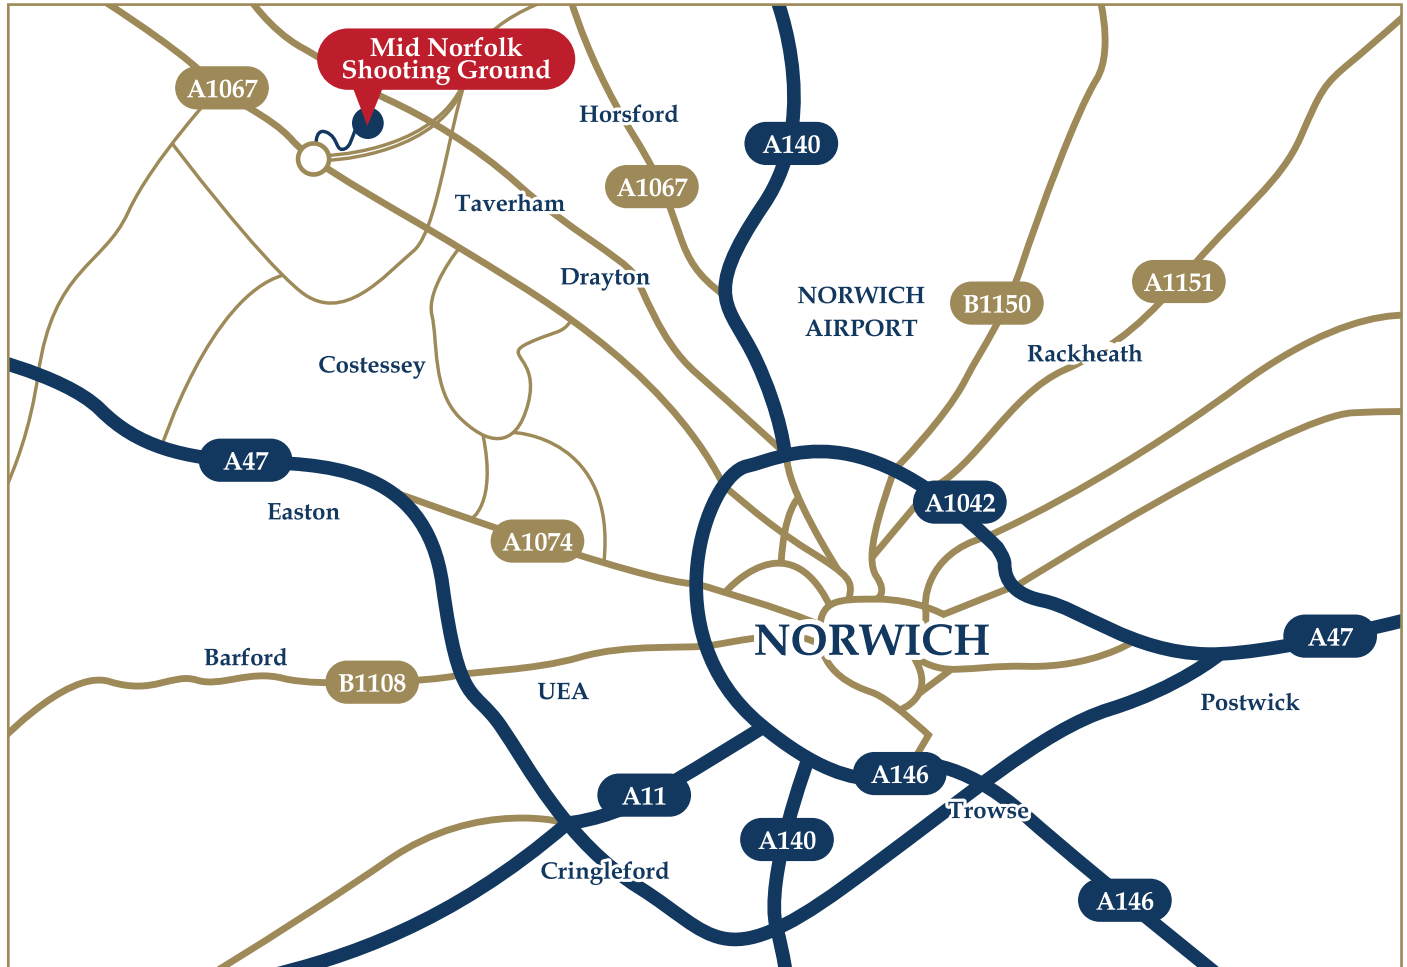 Mid Norfolk
Shooting Ground
A1067
Horsford
A140
A1067
Taverham
Drayton
NORWICH
AIRPORT
B1150
A1151
Rackheath
Costessey
A47
Easton
A1042
A1074
NORWICH
A47
Barford
B1108
UEA
Postwick
A146
A11
Trowse
A140
Cringleford
A146